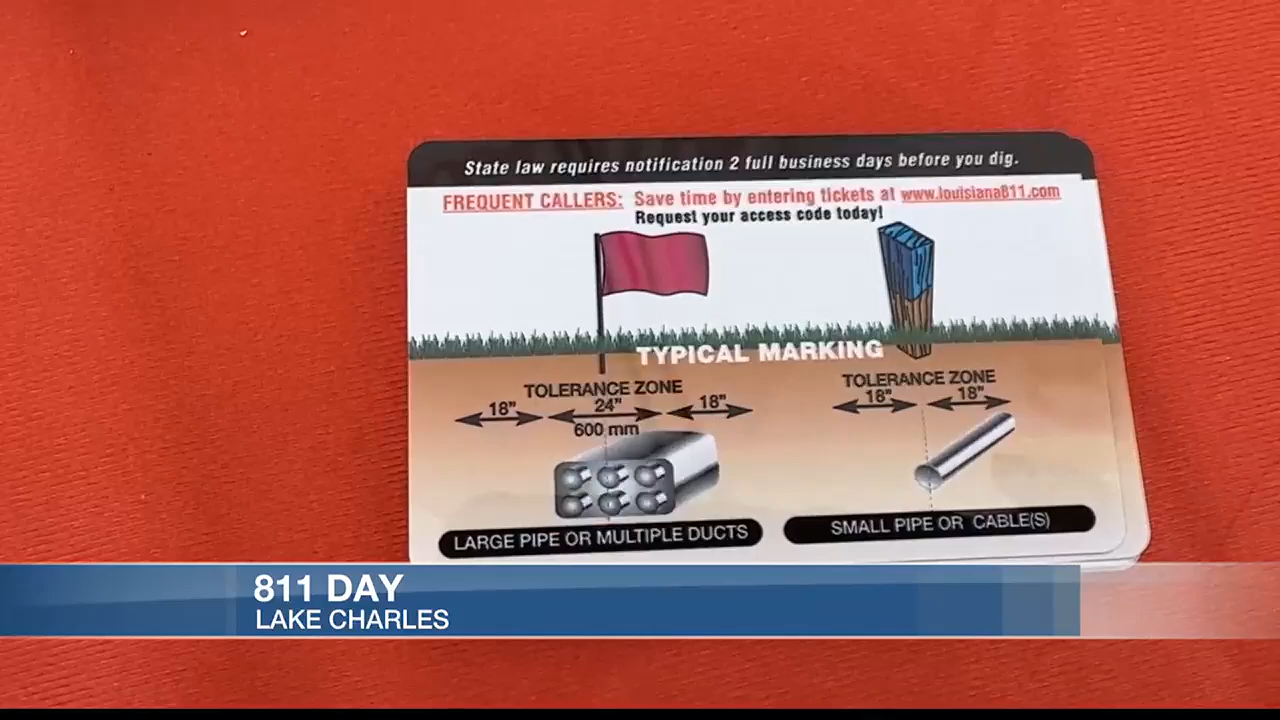 State law requires notification 2 full business days before you dig.
FREQUENT CALLERS: Save time by entering tickets at www.louisiana811.com
Request your access code today!
TYPICAL MARKING
TOLERANCE ZONE
18" 24" 18"
600 mm
TOLERANCE ZONE
18" 18"
LARGE PIPE OR MULTIPLE DUCTS
SMALL PIPE OR CABLE(S)
811 DAY
LAKE CHARLES